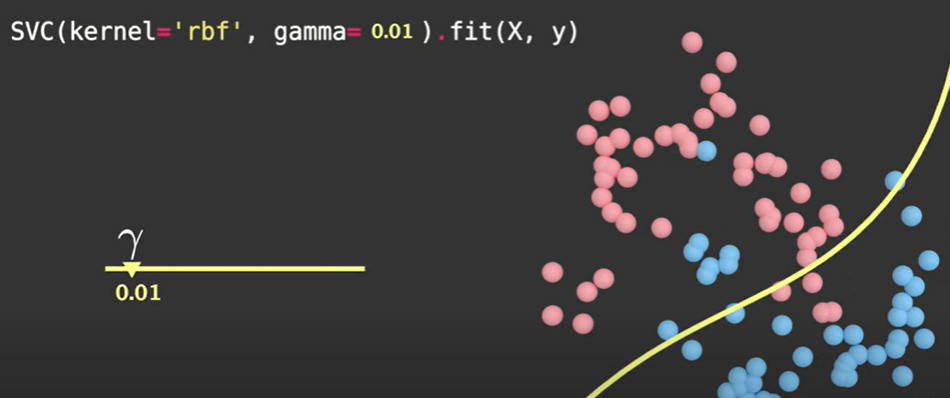 SVC(kernel='rbf', gamma= 0.01 ).fit(X, y)
γ
0.01